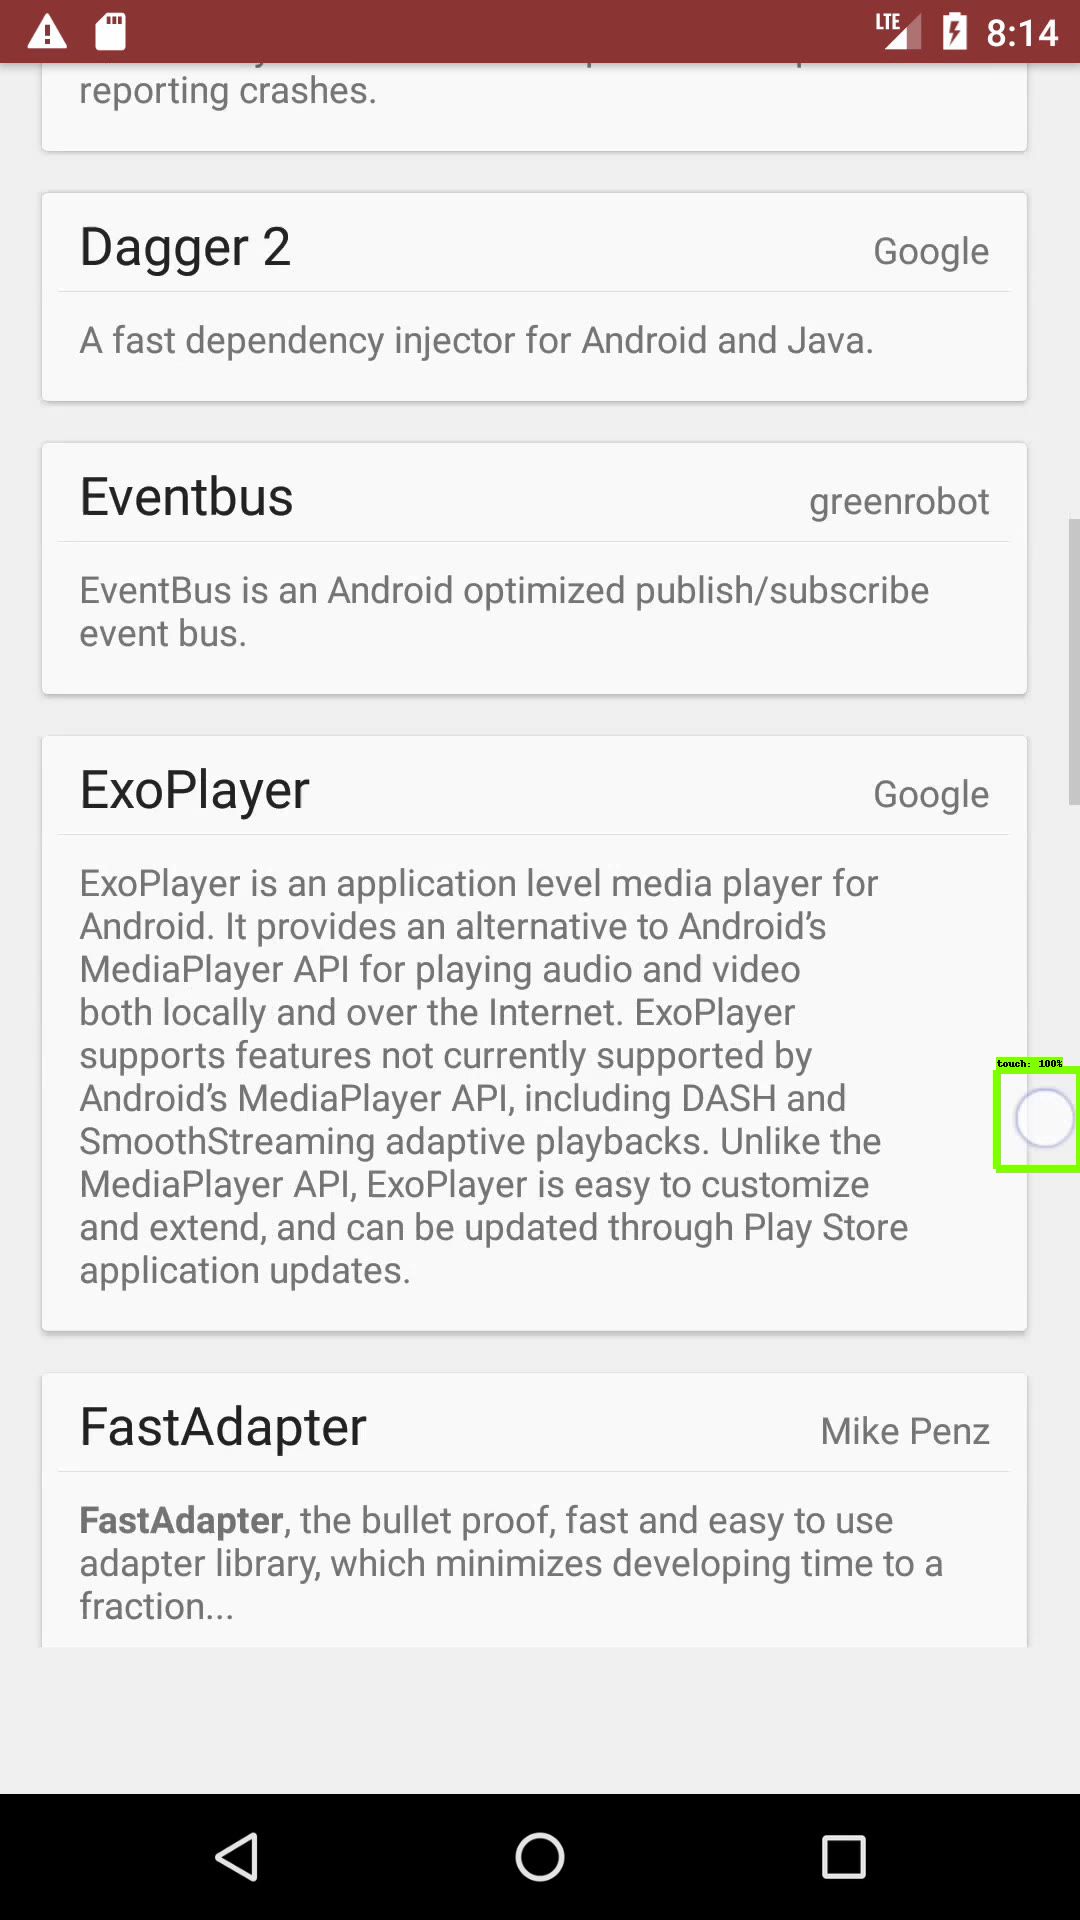 LTE 8:14
reporting crashes.
Dagger 2 Google
A fast dependency injector for Android and Java.
Eventbus greenrobot
EventBus is an Android optimized publish/subscribe
event bus.
ExoPlayer Google
ExoPlayer is an application level media player for
Android. It provides an alternative to Android’s
MediaPlayer API for playing audio and video
both locally and over the Internet. ExoPlayer
supports features not currently supported by
Android’s MediaPlayer API, including DASH and
SmoothStreaming adaptive playbacks. Unlike the
MediaPlayer API, ExoPlayer is easy to customize
and extend, and can be updated through Play Store
application updates.
touch: 100%
FastAdapter Mike Penz
FastAdapter, the bullet proof, fast and easy to use
adapter library, which minimizes developing time to a
fraction...